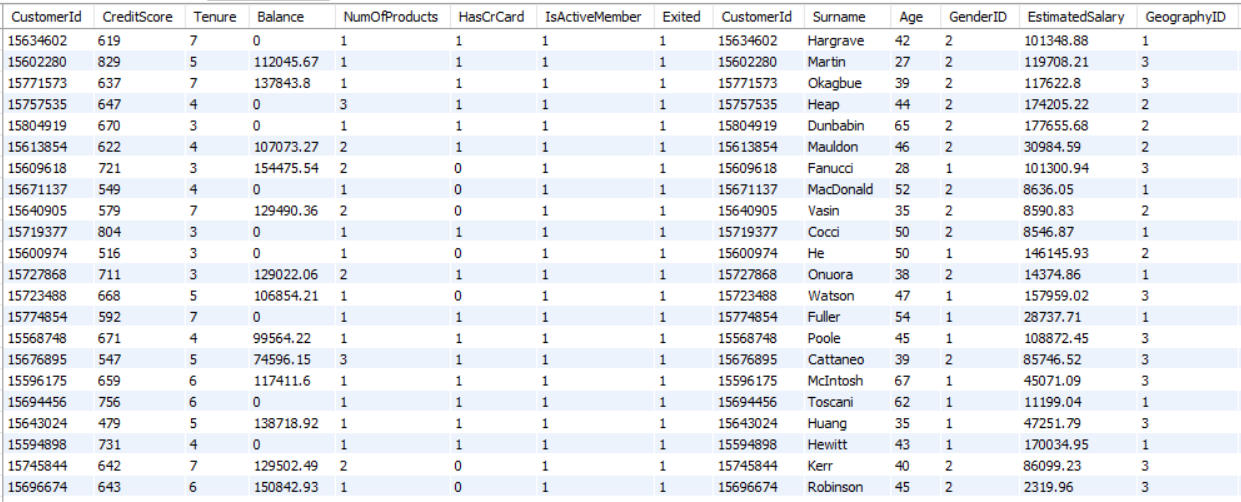 CustomerId CreditScore Tenure Balance NumOfProducts HasCrCard IsActiveMember Exited CustomerId Surname Age GenderID EstimatedSalary GeographyID
15634602 619 7 0 1 1 1 1 15634602 Hargrave 42 2 101348.88 1
15602280 829 5 112045.67 1 1 1 1 15602280 Martin 27 2 119708.21 3
15771573 637 7 137843.8 1 1 1 1 15771573 Okagbue 39 2 117622.8 3
15757535 647 4 0 3 1 1 1 15757535 Heap 44 2 174205.22 2
15804919 670 3 0 1 1 1 1 15804919 Dunbabin 65 2 177655.68 2
15613854 622 4 107073.27 2 1 1 1 15613854 Mauldon 46 2 30984.59 2
15609618 721 3 154475.54 2 0 1 1 15609618 Fanucci 28 1 101300.94 3
15671137 549 4 0 1 0 1 1 15671137 MacDonald 52 2 8636.05 1
15640905 579 7 129490.36 2 0 1 1 15640905 Vasin 35 2 8590.83 2
15719377 804 3 0 1 1 1 1 15719377 Cocci 50 2 8546.87 1
15600974 516 3 0 1 0 1 1 15600974 He 50 1 146145.93 2
15727868 711 3 129022.06 2 1 1 1 15727868 Onuora 38 2 14374.86 1
15723488 668 5 106854.21 1 0 1 1 15723488 Watson 47 1 157959.02 3
15774854 592 7 0 1 1 1 1 15774854 Fuller 54 1 28737.71 1
15568748 671 4 99564.22 1 1 1 1 15568748 Poole 45 1 108872.45 3
15676895 547 5 74596.15 3 1 1 1 15676895 Cattaneo 39 2 85746.52 3
15596175 659 6 117411.6 1 1 1 1 15596175 McIntosh 67 1 45071.09 3
15694456 756 6 0 1 1 1 1 15694456 Toscani 62 1 11199.04 1
15643024 479 5 138718.92 1 1 1 1 15643024 Huang 35 1 47251.79 3
15594898 731 4 0 1 1 1 1 15594898 Hewitt 43 1 170034.95 1
15745844 642 7 129502.49 2 0 1 1 15745844 Kerr 40 2 86099.23 3
15696674 643 6 150842.93 1 0 1 1 15696674 Robinson 45 2 2319.96 3